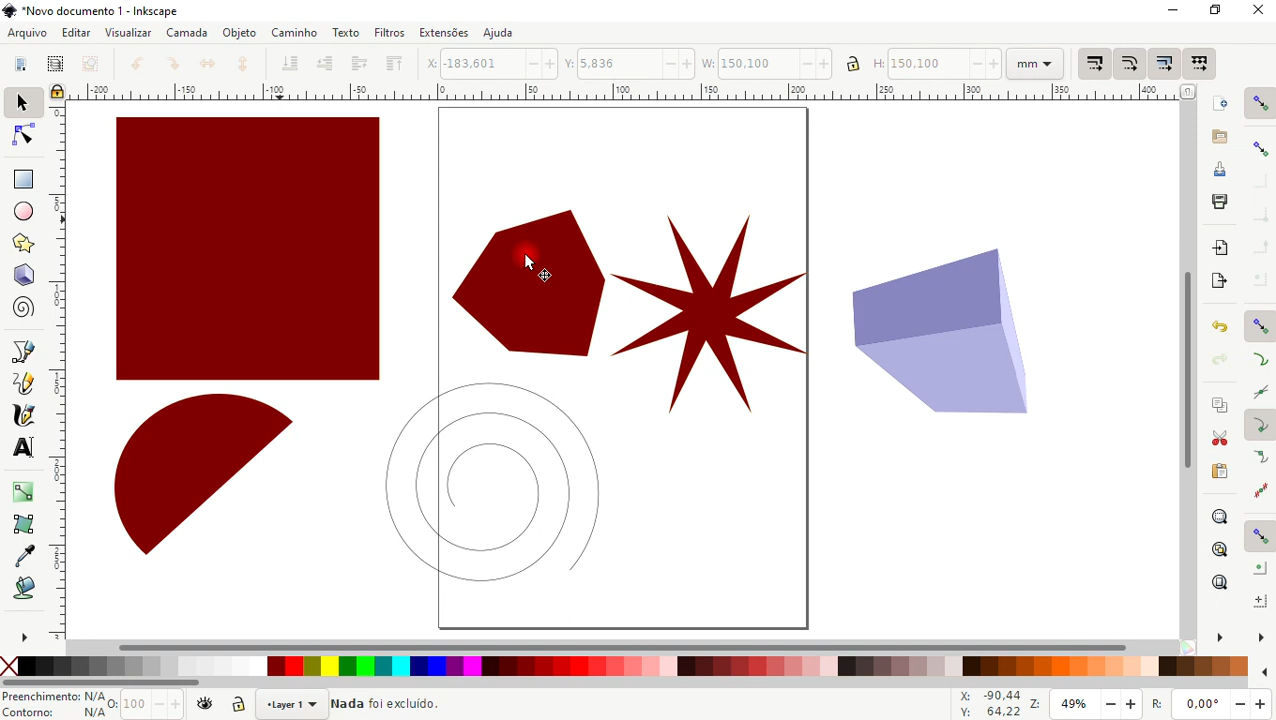 *Novo documento 1 - Inkscape
Arquivo Editar Visualizar Camada Objeto Caminho Texto Filtros Extensões Ajuda
X: -183,601 Y: 5,836 W: 150,100 H: 150,100 mm
-200 -150 -100 -50 0 50 100 150 200 250 300 350 400
Preenchimento: N/A O: 100
Contorno: N/A
•Layer 1
Nada foi excluído.
X: -90,44
Y: 64,22
Z: 49%
R: 0,00°